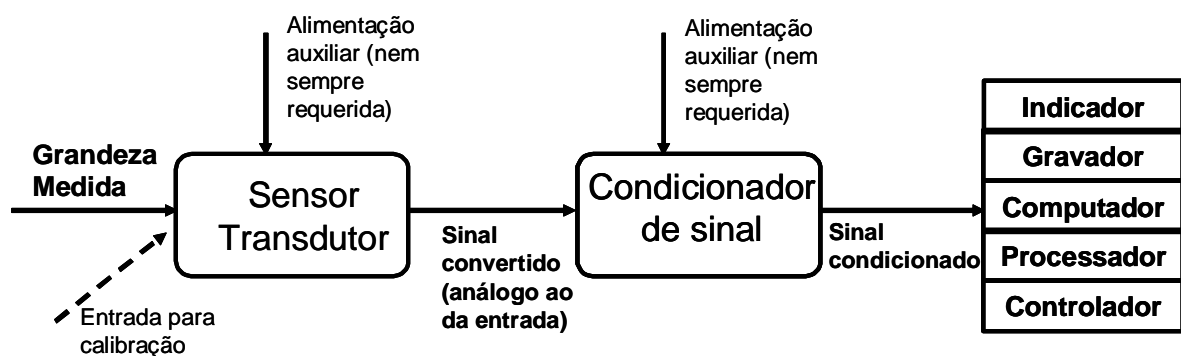 Alimentação
auxiliar (nem
sempre
requerida)
Alimentação
auxiliar (nem
sempre
requerida)
Grandeza
Medida
Sensor
Transdutor
Entrada para
calibração
Sinal
convertido
(análogo ao
da entrada)
Condicionador
de sinal
Sinal
condicionado
Indicador
Gravador
Computador
Processador
Controlador